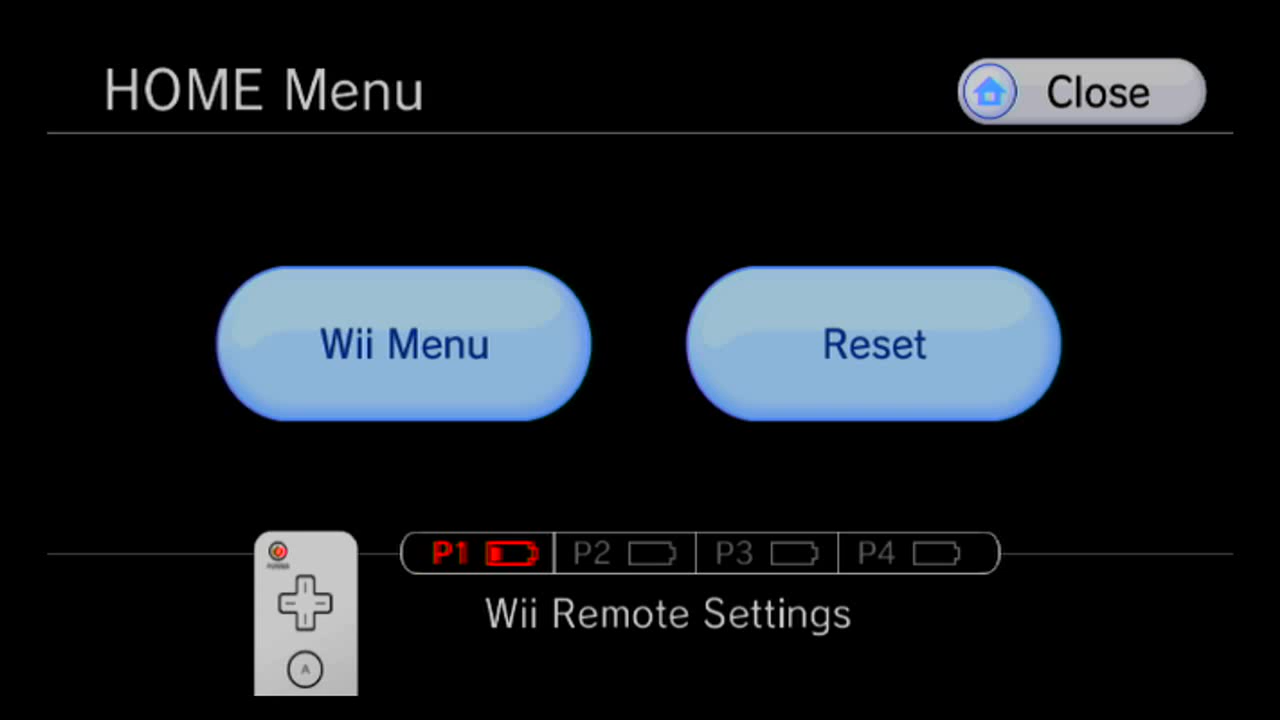 HOME Menu
Close
Wii Menu
Reset
P1 P2 P3 P4
Wii Remote Settings
A